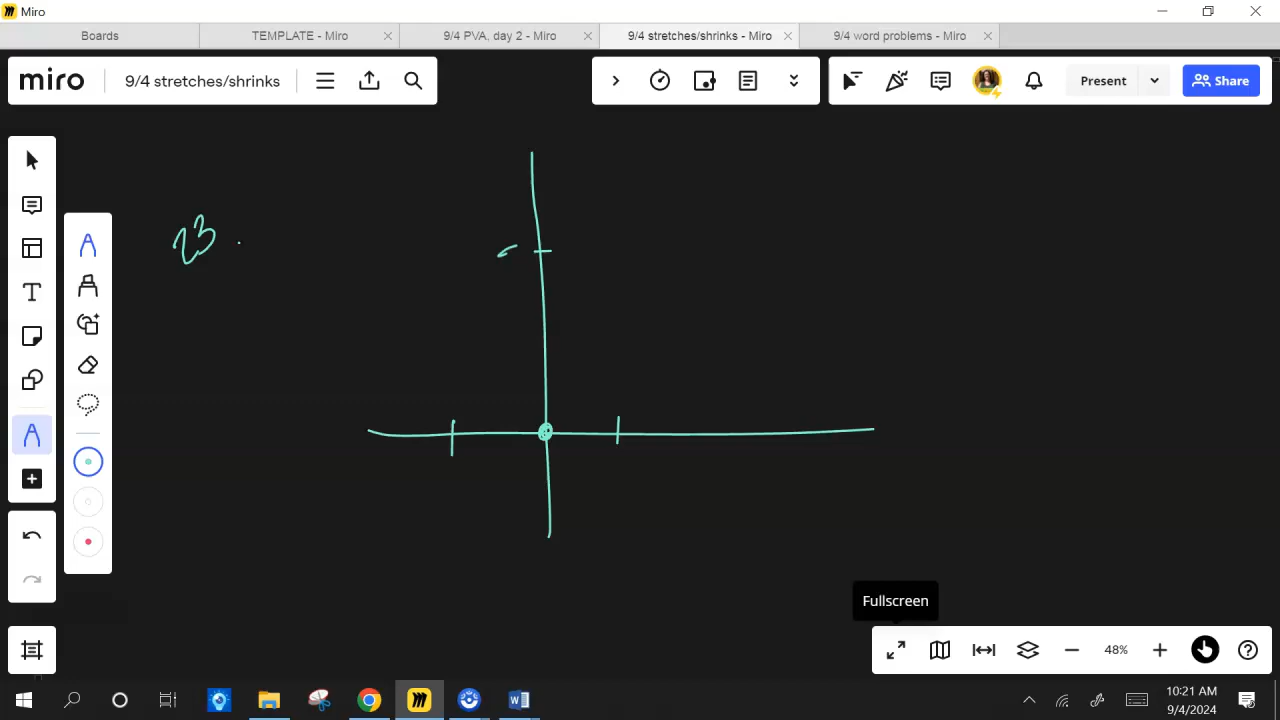 Miro
Boards
TEMPLATE - Miro
9/4 PVA, day 2 - Miro
9/4 stretches/shrinks - Miro
9/4 word problems - Miro
miro
9/4 stretches/shrinks
Present
Share
23
Fullscreen
48%
10:21 AM
9/4/2024